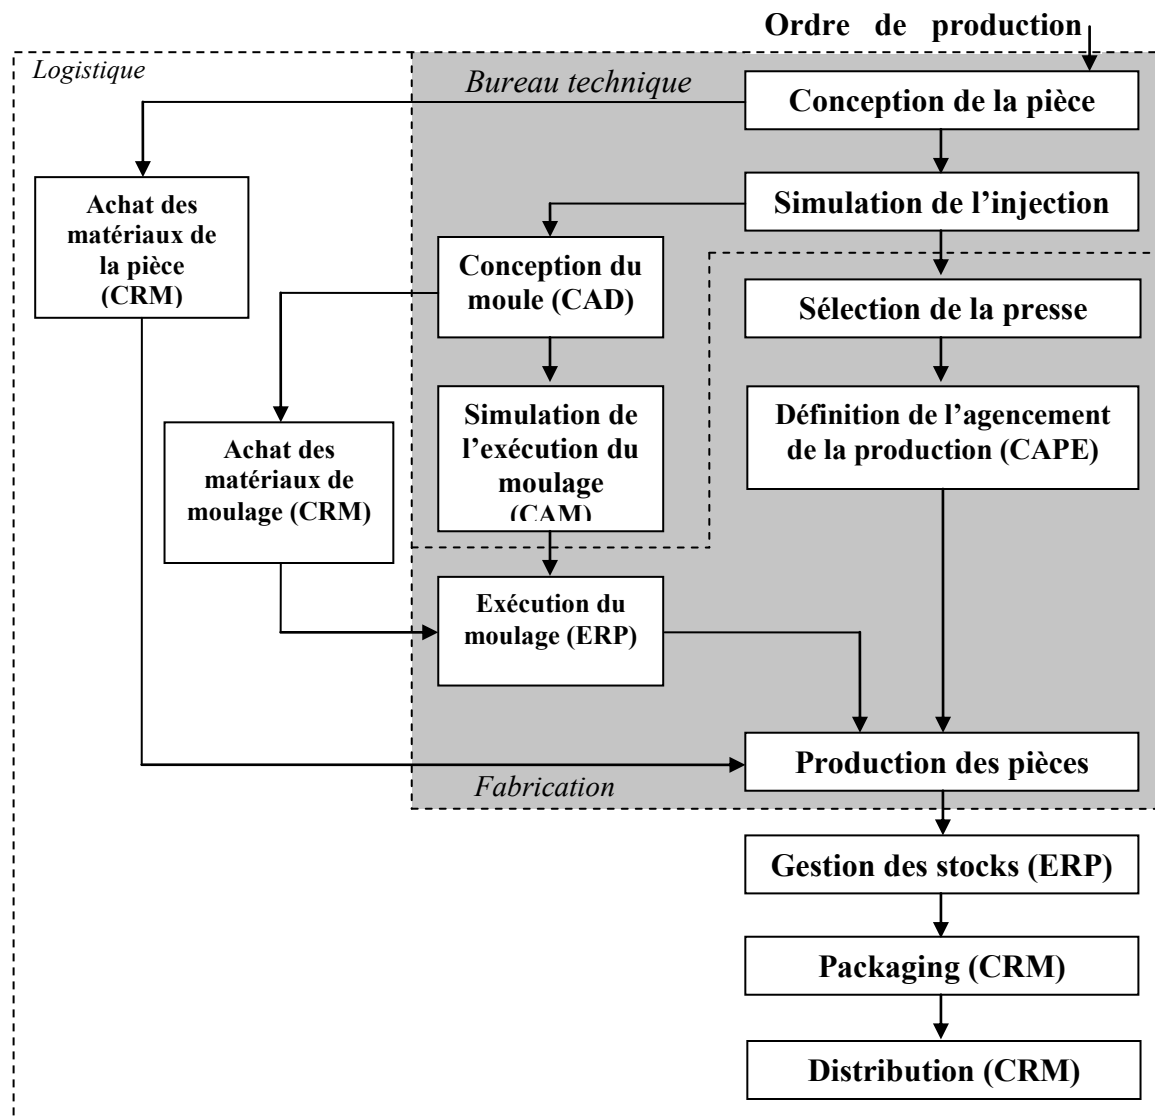 Ordre de production
Logistique
Bureau technique
Conception de la pièce
Simulation de l’injection
Achat des
matériaux de
la pièce
(CRM)
Conception du
moule (CAD)
Sélection de la presse
Simulation de
l’exécution du
moulage
(CAM)
Définition de l’agencement
de la production (CAPE)
Achat des
matériaux de
moulage (CRM)
Exécution du
moulage (ERP)
Production des pièces
Fabrication
Gestion des stocks (ERP)
Packaging (CRM)
Distribution (CRM)